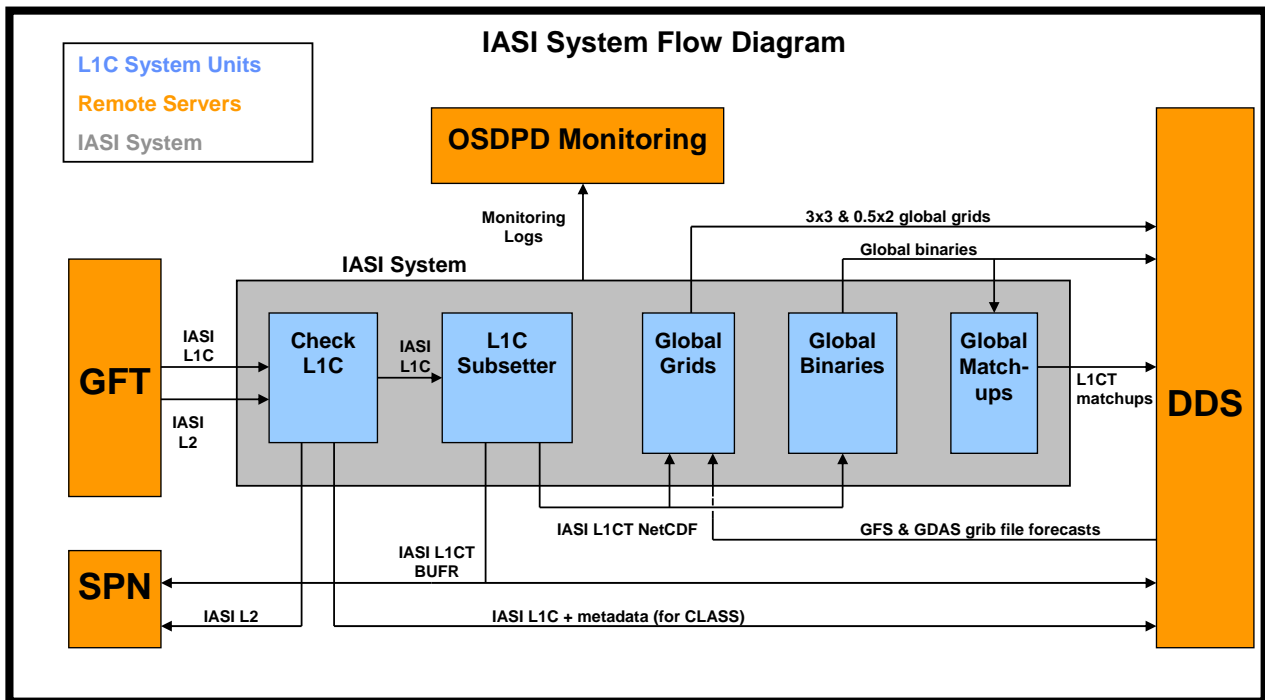 IASI System Flow Diagram
L1C System Units
Remote Servers
IASI System
OSDPD Monitoring
Monitoring
Logs
3x3 & 0.5x2 global grids
Global binaries
IASI System
GFT
IASI
L1C
IASI
L2
Check
L1C
IASI
L1C
L1C
Subsetter
Global
Grids
Global
Binaries
Global
Match-
ups
L1CT
matchups
DDS
IASI L1CT NetCDF
GFS & GDAS grib file forecasts
IASI L1CT
BUFR
SPN
IASI L2
IASI L1C + metadata (for CLASS)